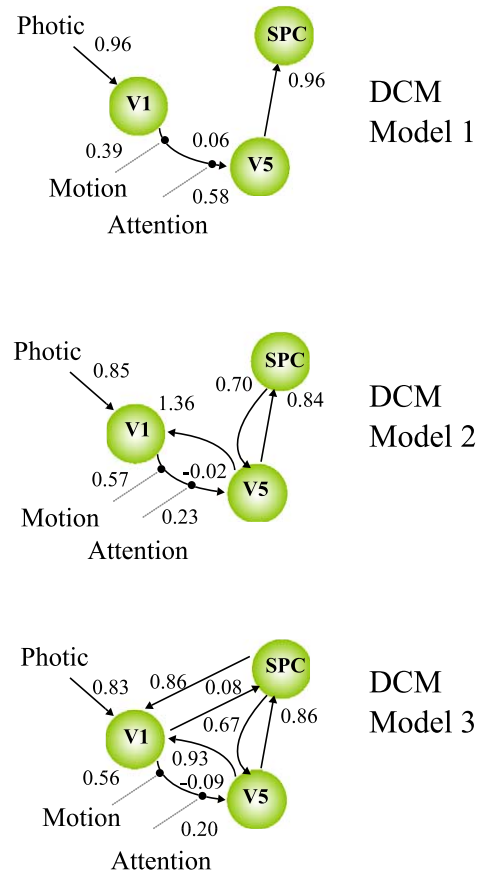 Photic
0.96
SPC
V1
0.96
DCM
Model 1
0.39
0.06
V5
Motion
0.58
Attention
Photic
0.85
SPC
1.36
0.70
0.84
DCM
Model 2
V1
0.57
-0.02
V5
Motion
0.23
Attention
Photic
0.83
0.86
SPC
0.08
0.86
DCM
Model 3
V1
0.67
0.93
0.56
-0.09
V5
Motion
0.20
Attention